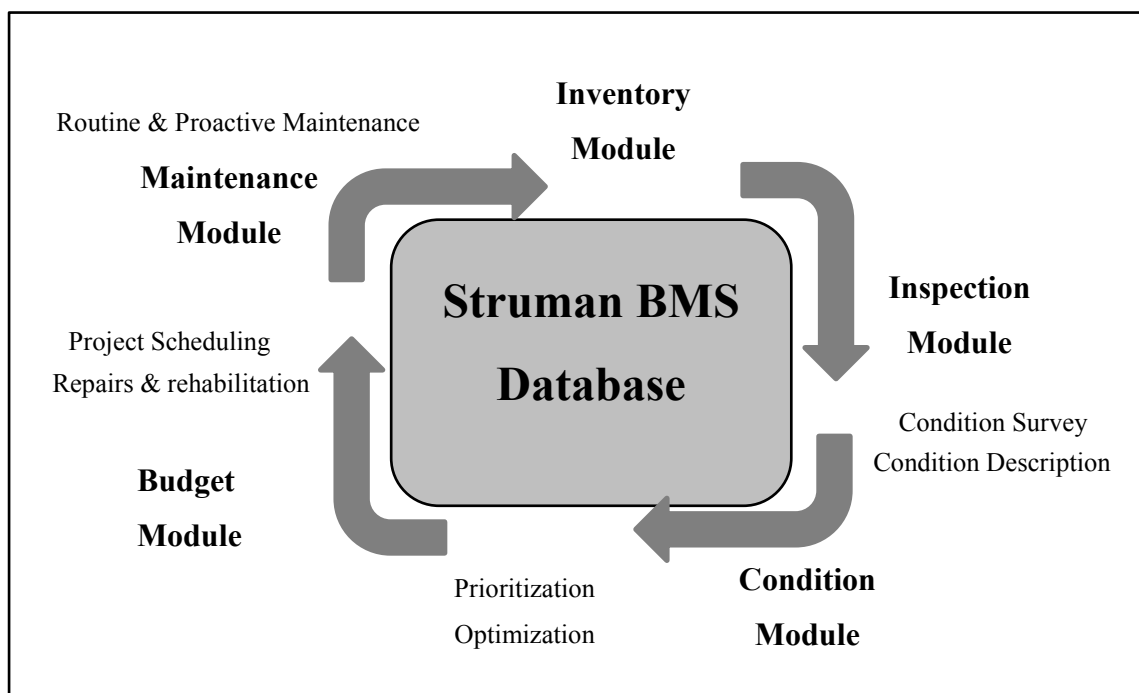 Inventory
Module
Routine & Proactive Maintenance
Maintenance
Module
Struman BMS
Database
Inspection
Module
Condition Survey
Condition Description
Project Scheduling
Repairs & rehabilitation
Budget
Module
Prioritization
Optimization
Condition
Module